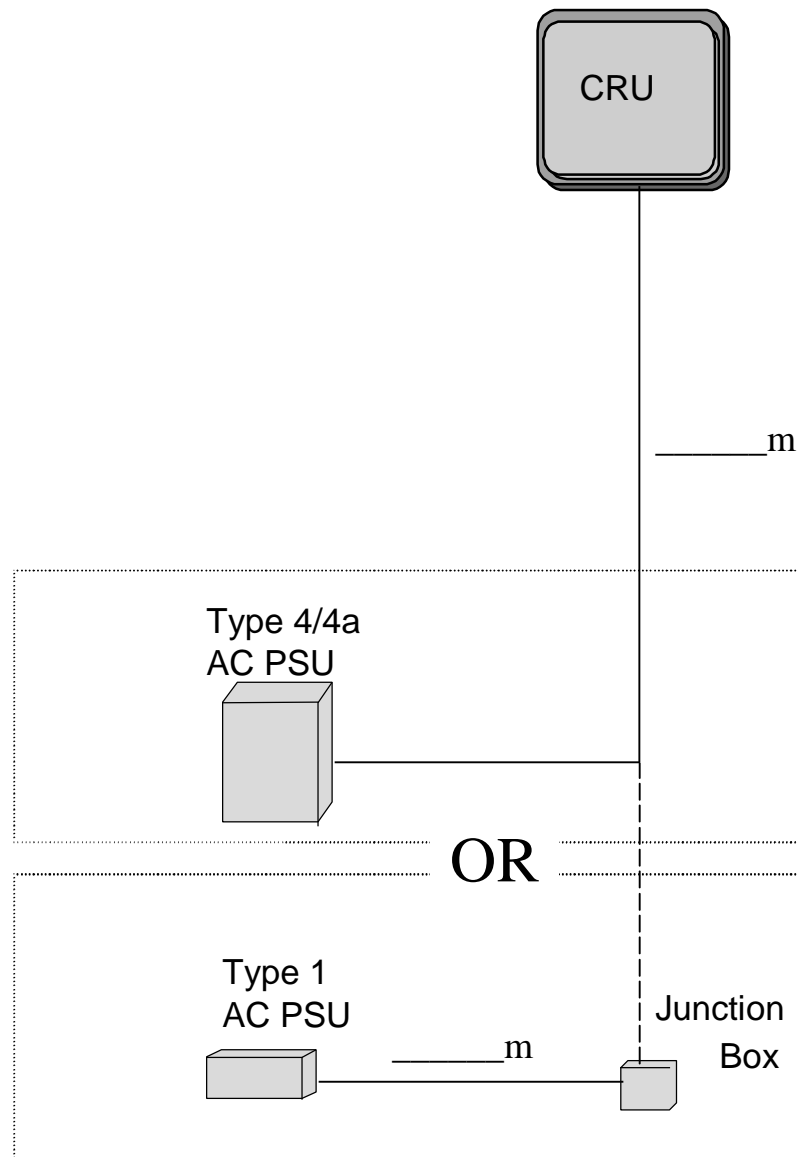 CRU
______m
Type 4/4a
AC PSU
OR
Type 1
AC PSU
______m
Junction
Box